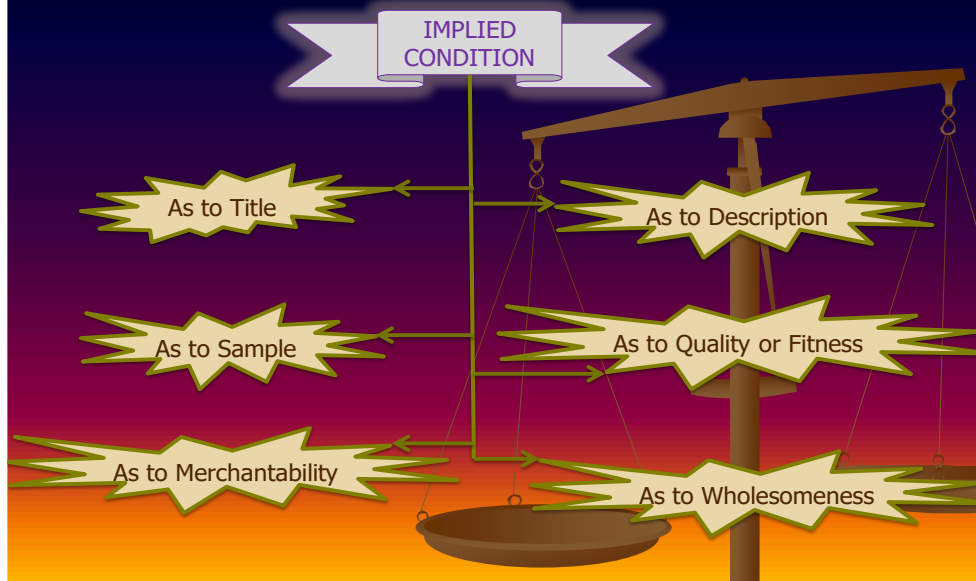 IMPLIED
CONDITION
As to Title
As to Description
As to Sample
As to Quality or Fitness
As to Merchantability
As to Wholesomeness